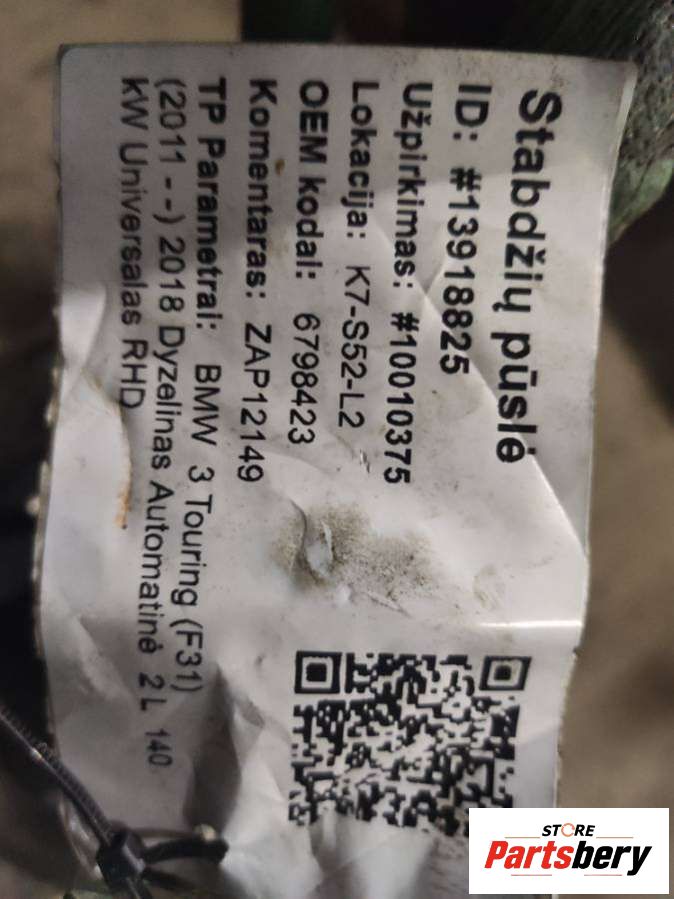 Stabdžių pūslė
ID: #13918825
Užpirkimas: #10010375
Lokacija: K7-S52-L2
OEM kodai: 6798423
Komentaras: ZAP12149
TP Parametrai: BMW 3 Touring (F31)
(2011 - -) 2018 Dyzelinas Automatinė 2 L 140
kW Universalas RHD
STORE
Partsbery